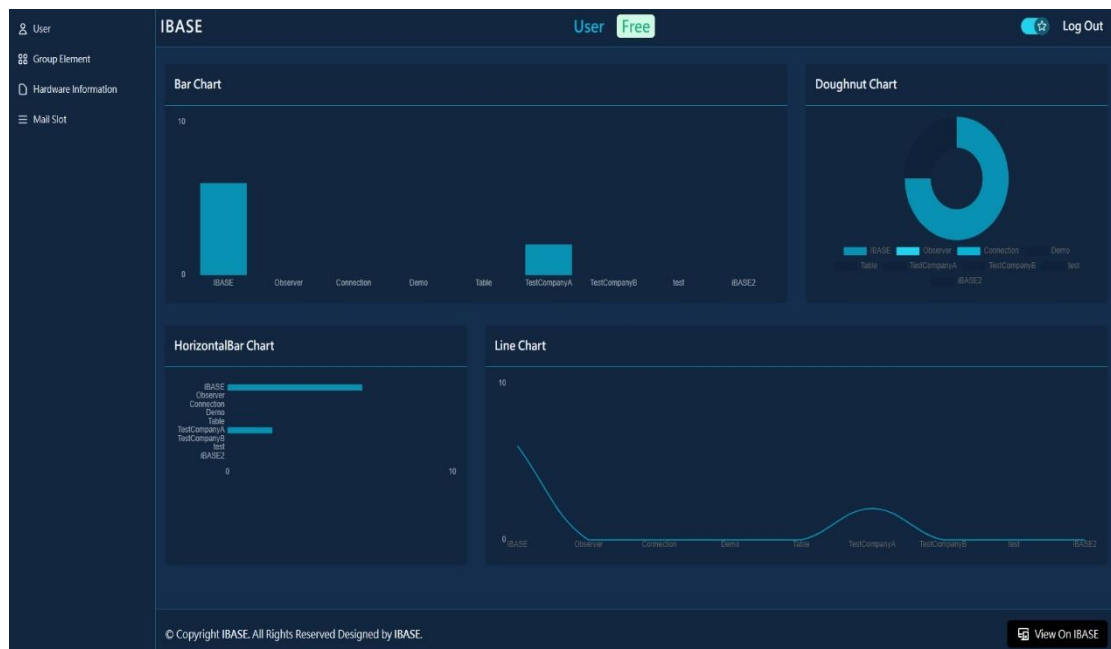 User
Group Element
Hardware Information
Mail Slot
IBASE
User Free
Log Out
Bar Chart
10
0
IBASE Observer Connection Demo Table TestCompanyA TestCompanyB test iBASE2
Doughnut Chart
IBASE Observer Connection Demo
Table TestCompanyA TestCompanyB test
iBASE2
HorizontalBar Chart
IBASE
Observer
Connection
Demo
Table
TestCompanyA
TestCompanyB
test
iBASE2
0 10
Line Chart
10
0
IBASE Observer Connection Demo Table TestCompanyA TestCompanyB test iBASE2
© Copyright IBASE. All Rights Reserved Designed by IBASE.
View On IBASE